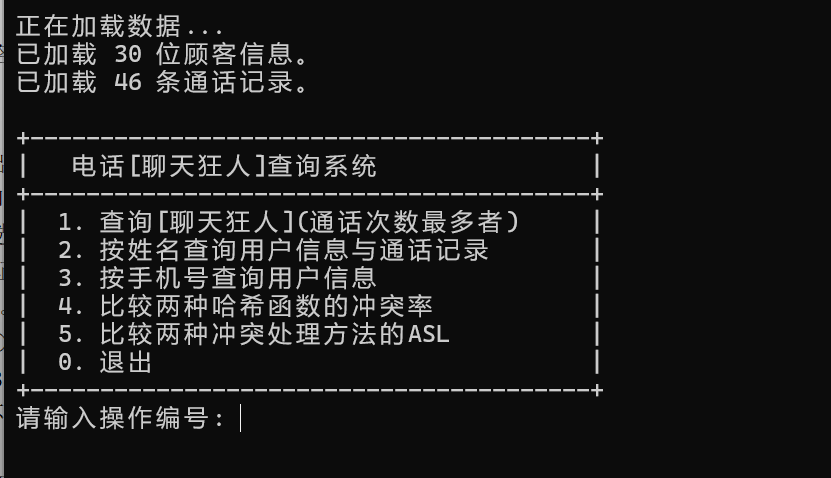 正在加载数据...
已加载 30 位顾客信息。
已加载 46 条通话记录。
+----------------------------------------+
|   电话[聊天狂人]查询系统               |
+----------------------------------------+
|  1. 查询[聊天狂人](通话次数最多者)     |
|  2. 按姓名查询用户信息与通话记录       |
|  3. 按手机号查询用户信息               |
|  4. 比较两种哈希函数的冲突率           |
|  5. 比较两种冲突处理方法的ASL          |
|  0. 退出                               |
+----------------------------------------+
请输入操作编号: